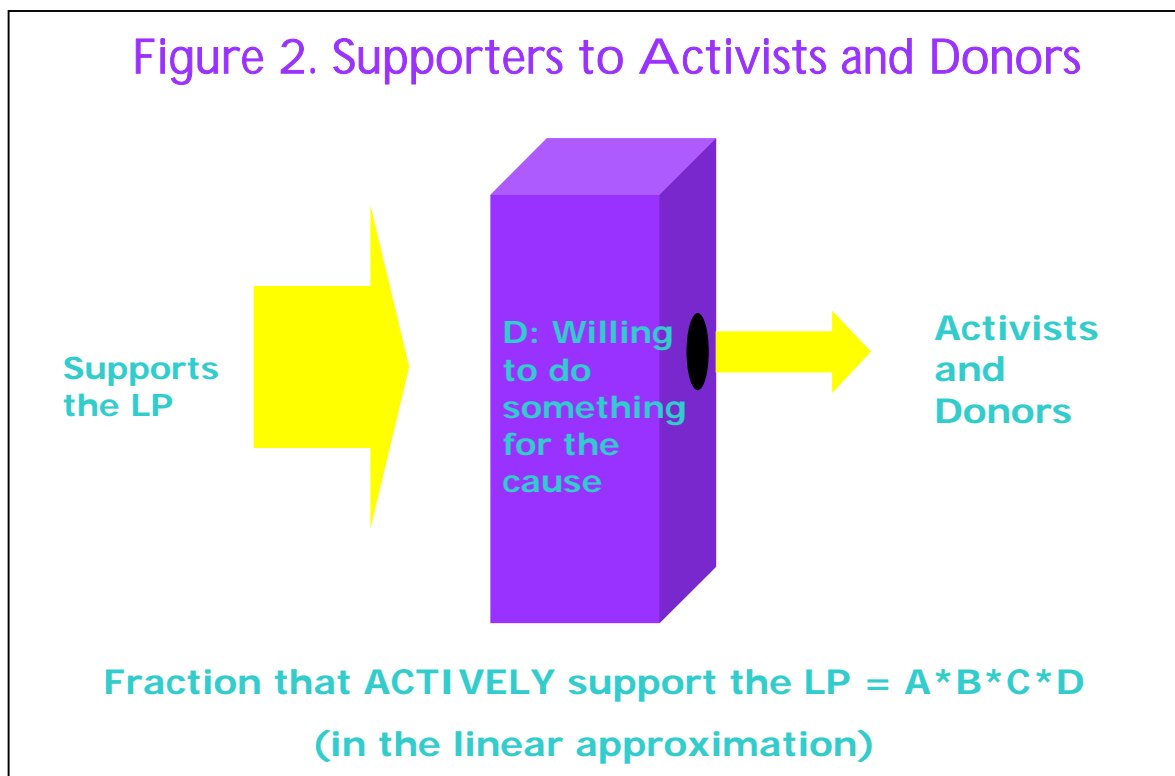 Figure 2. Supporters to Activists and Donors
Supports
the LP
D: Willing
to do
something
for the
cause
Activists
and
Donors
Fraction that ACTIVELY support the LP = A*B*C*D
(in the linear approximation)